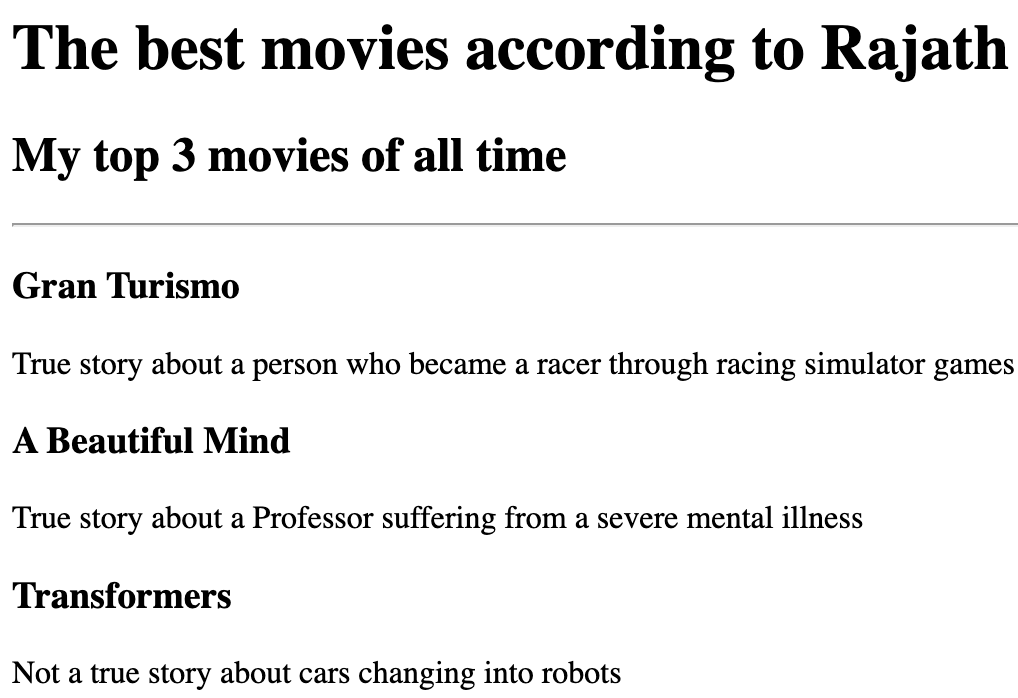 The best movies according to Rajath
My top 3 movies of all time
Gran Turismo
True story about a person who became a racer through racing simulator games
A Beautiful Mind
True story about a Professor suffering from a severe mental illness
Transformers
Not a true story about cars changing into robots